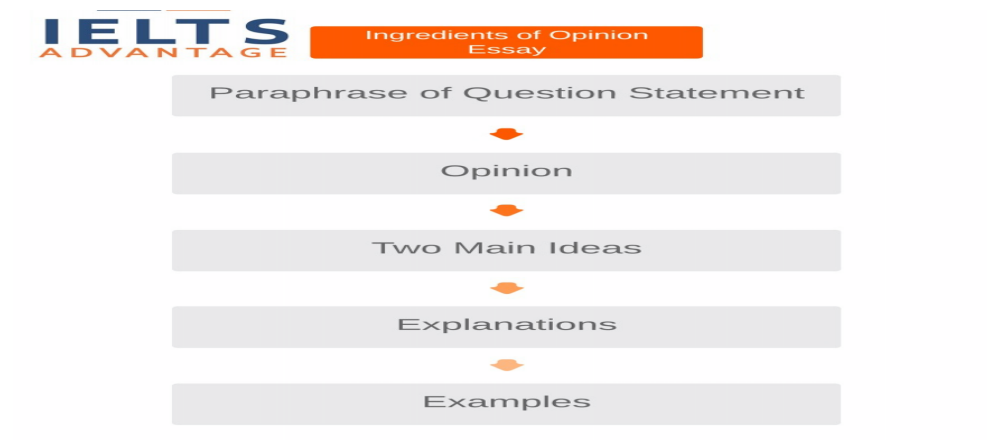 IELTS
ADVANTAGE
Ingredients of Opinion
Essay
Paraphrase of Question Statement
Opinion
Two Main Ideas
Explanations
Examples